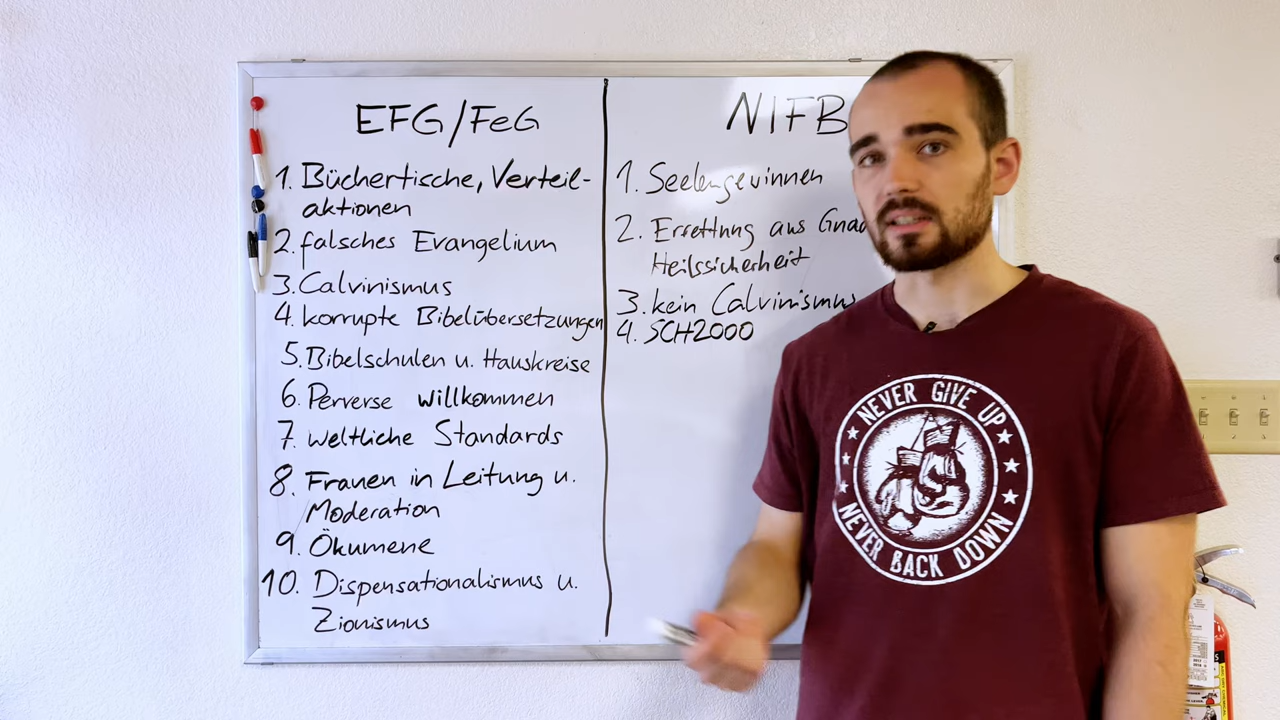 EFG/FeG
1. Büchertische, Verteil-
aktionen
2. falsches Evangelium
3. Calvinismus
4. korrupte Bibelübersetzungen
5. Bibelschulen u. Hauskreise
6. Perverse willkommen
7. weltliche Standards
8. Frauen in Leitung u.
Moderation
9. Ökumene
10. Dispensationalismus u.
Zionismus
NIFB
1. Seelengewinnen
2. Errettung aus Gnad
Heilssicherheit
3. kein Calvinismus
4. SCH2000
NEVER GIVE UP
NEVER BACK DOWN